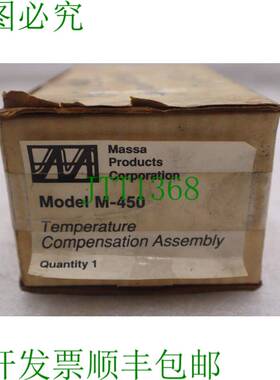 图必究
Massa
Products
Corporation
JTTT368
Model M-450
Temperature
Compensation Assembly
Quantity 1
开发票顺丰包邮